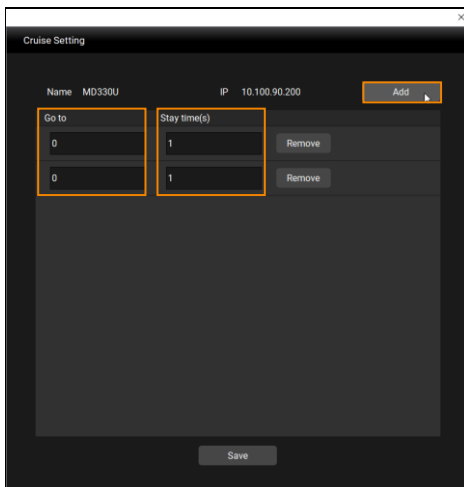 Cruise Setting
Name MD330U IP 10.100.90.200 Add
Go to Stay time(s)
0 1 Remove
0 1 Remove
Save